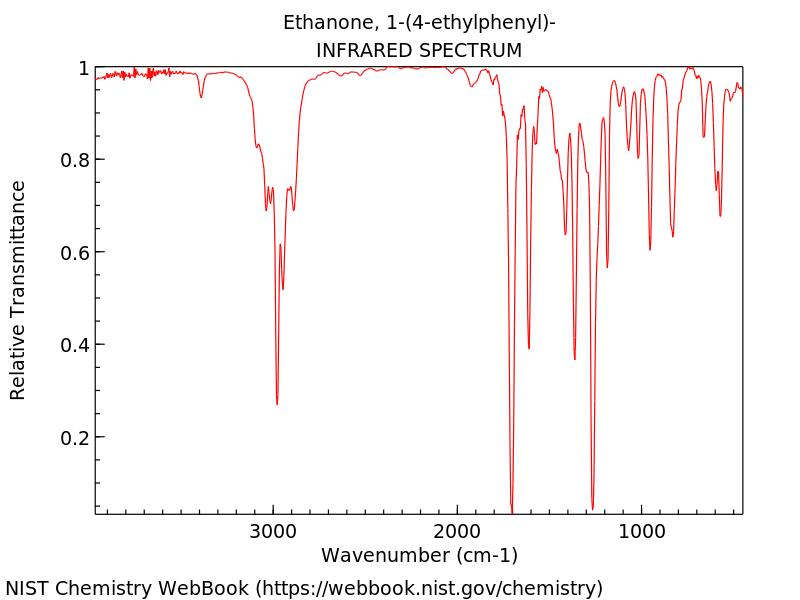 Ethanone, 1-(4-ethylphenyl)-
INFRARED SPECTRUM
1
0.8
0.6
0.4
0.2
Relative Transmittance
3000 2000 1000
Wavenumber (cm-1)
NIST Chemistry WebBook (https://webbook.nist.gov/chemistry)